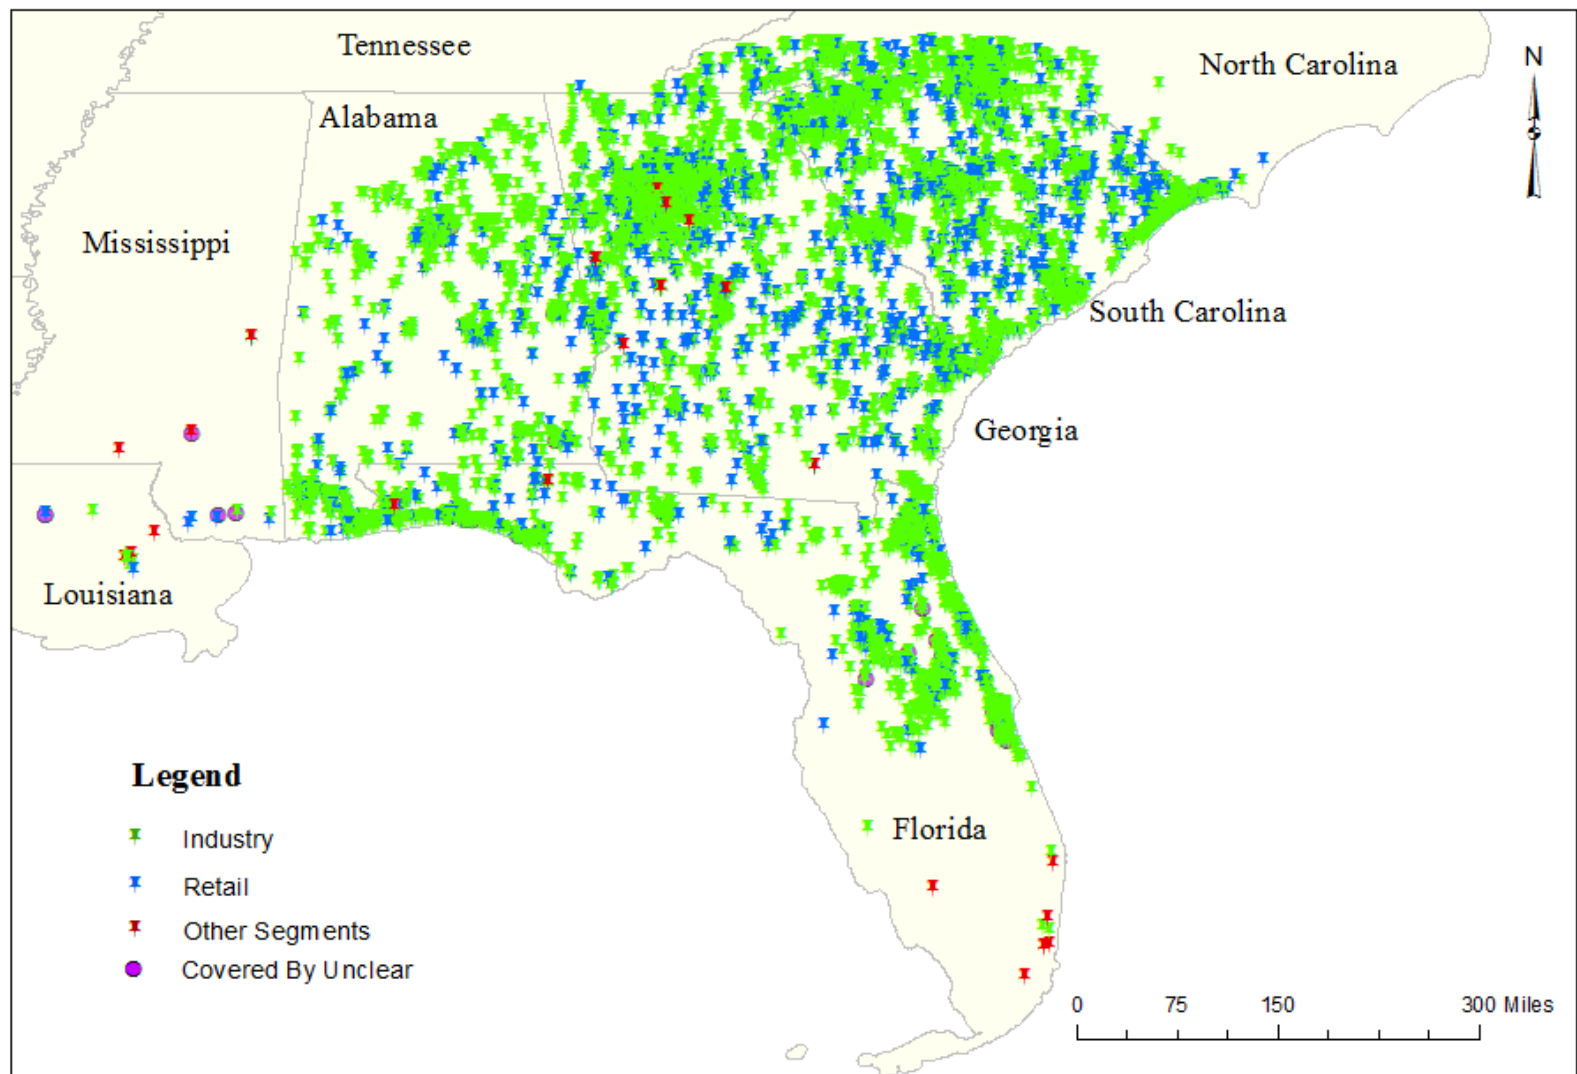 Tennessee
North Carolina
N
Alabama
Mississippi
South Carolina
Georgia
Louisiana
Legend
Florida
Industry
Retail
Other Segments
Covered By Unclear
0 75 150 300 Miles